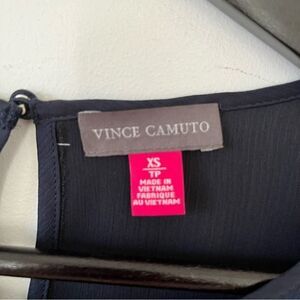 VINCE CAMUTO
XS
TP
MADE IN
VIETNAM
FABRIQUE
AU VIETNAM